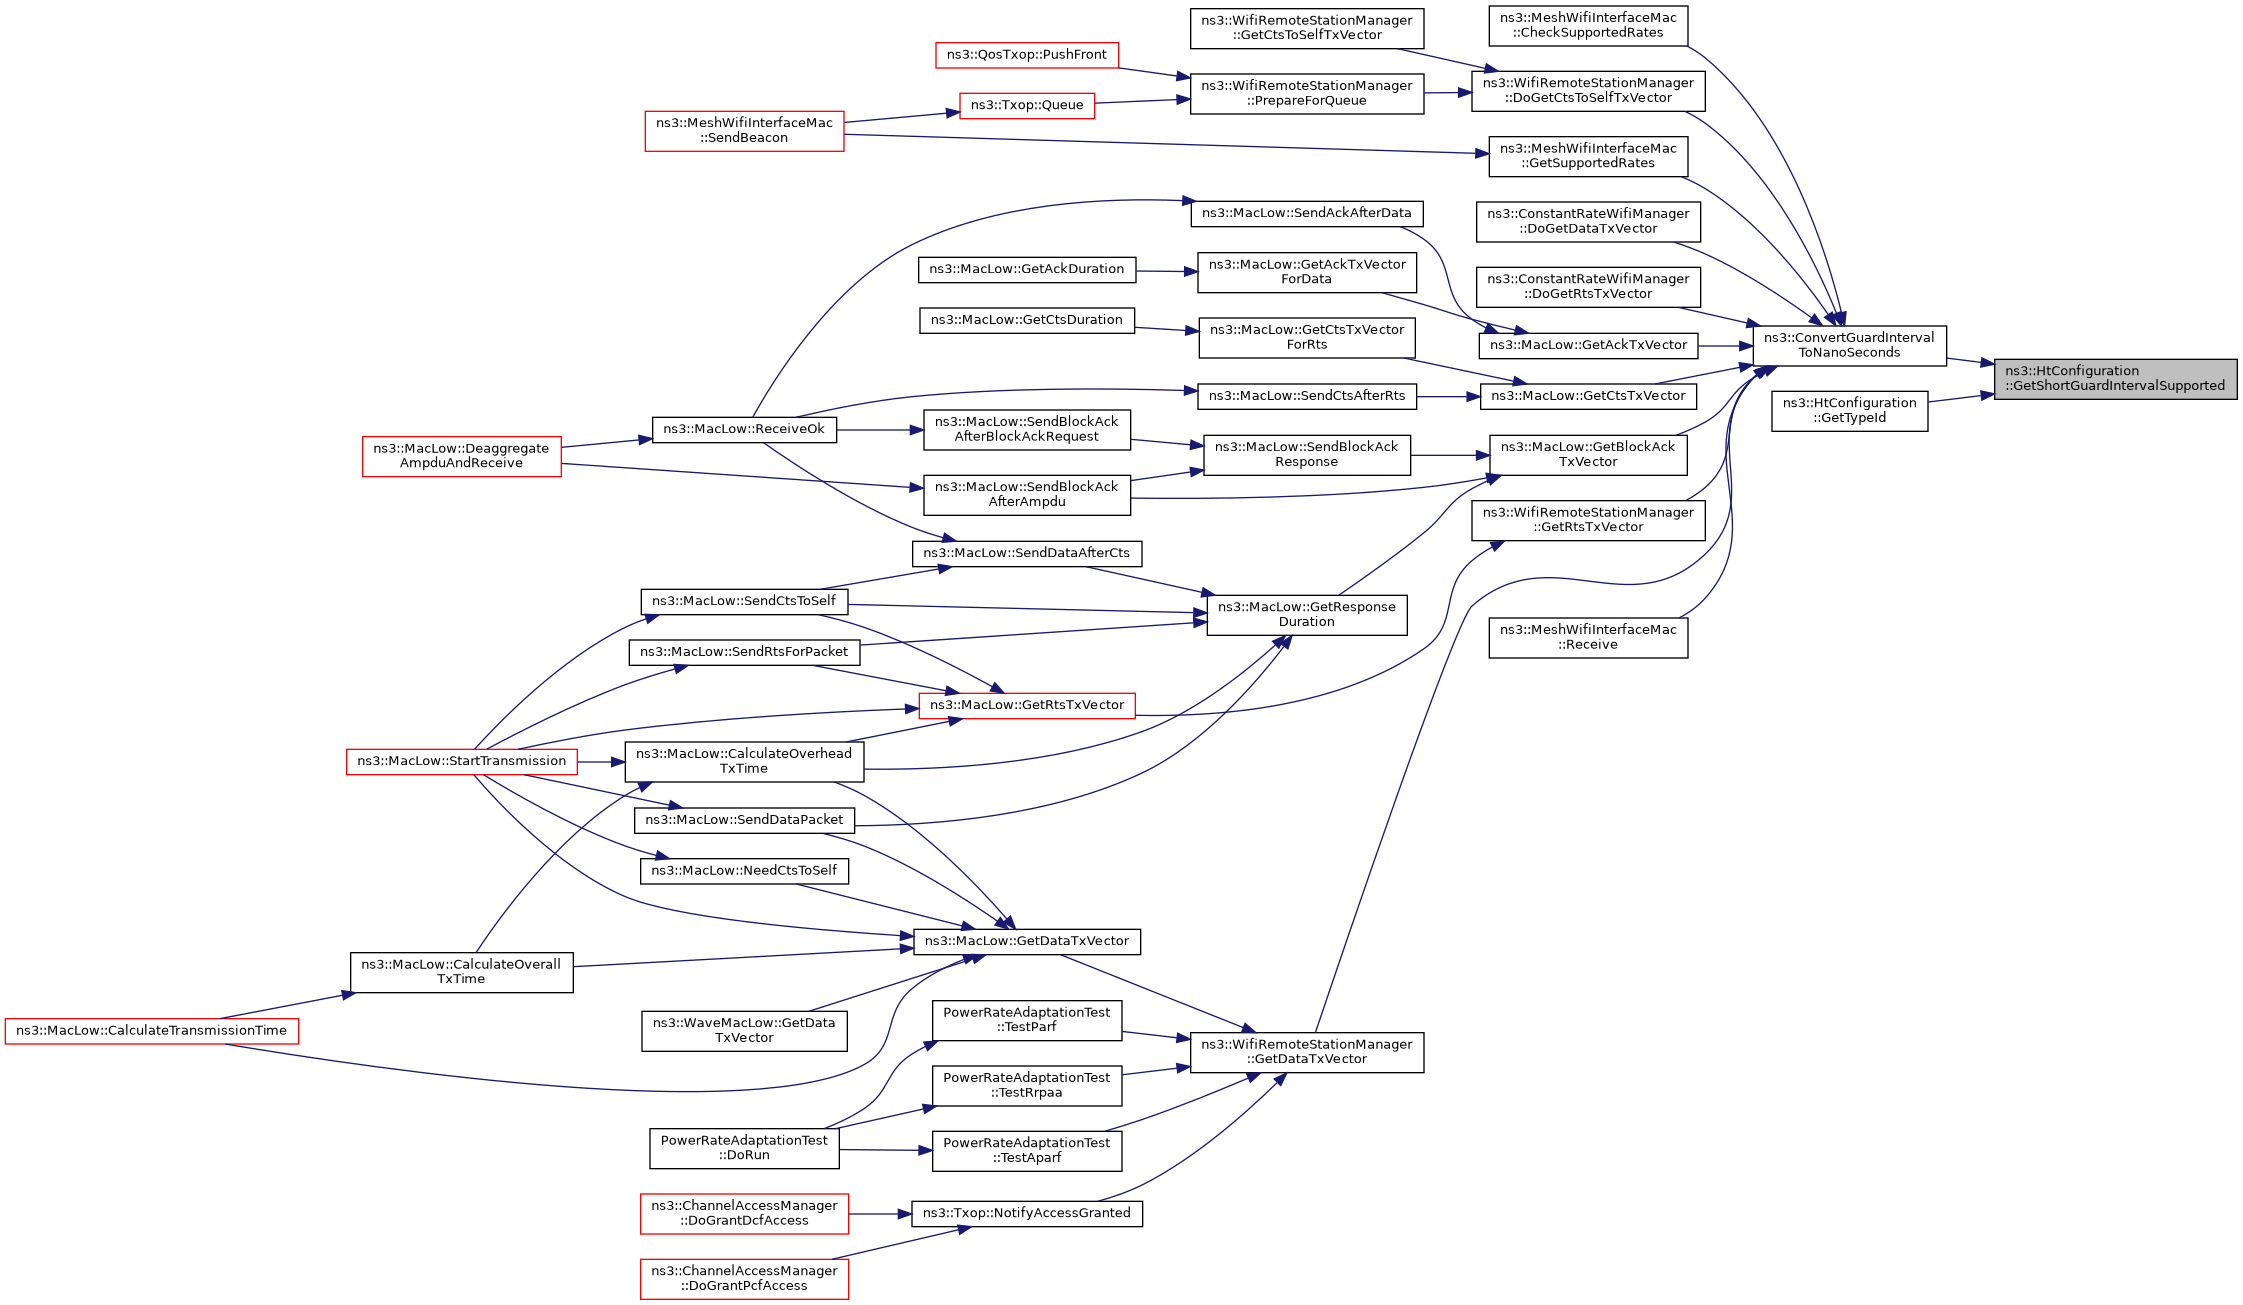 ns3::WifiRemoteStationManager
::GetCtsToSelfTxVector
ns3::MeshWifiInterfaceMac
::CheckSupportedRates
ns3::QosTxop::PushFront
ns3::WifiRemoteStationManager
::PrepareForQueue
ns3::WifiRemoteStationManager
::DoGetCtsToSelfTxVector
ns3::Txop::Queue
ns3::MeshWifiInterfaceMac
::SendBeacon
ns3::MeshWifiInterfaceMac
::GetSupportedRates
ns3::MacLow::SendAckAfterData
ns3::ConstantRateWifiManager
::DoGetDataTxVector
ns3::MacLow::GetAckDuration
ns3::MacLow::GetAckTxVector
ForData
ns3::ConstantRateWifiManager
::DoGetRtsTxVector
ns3::MacLow::GetCtsDuration
ns3::MacLow::GetCtsTxVector
ForRts
ns3::MacLow::GetAckTxVector
ns3::ConvertGuardInterval
ToNanoSeconds
ns3::HtConfiguration
::GetShortGuardIntervalSupported
ns3::MacLow::SendCtsAfterRts
ns3::MacLow::GetCtsTxVector
ns3::HtConfiguration
::GetTypeId
ns3::MacLow::ReceiveOk
ns3::MacLow::SendBlockAck
AfterBlockAckRequest
ns3::MacLow::Deaggregate
AmpduAndReceive
ns3::MacLow::SendBlockAck
Response
ns3::MacLow::GetBlockAck
TxVector
ns3::MacLow::SendBlockAck
AfterAmpdu
ns3::WifiRemoteStationManager
::GetRtsTxVector
ns3::MacLow::SendDataAfterCts
ns3::MacLow::SendCtsToSelf
ns3::MacLow::GetResponse
Duration
ns3::MeshWifiInterfaceMac
::Receive
ns3::MacLow::SendRtsForPacket
ns3::MacLow::GetRtsTxVector
ns3::MacLow::StartTransmission
ns3::MacLow::CalculateOverhead
TxTime
ns3::MacLow::SendDataPacket
ns3::MacLow::NeedCtsToSelf
ns3::MacLow::GetDataTxVector
ns3::MacLow::CalculateOverall
TxTime
ns3::MacLow::CalculateTransmissionTime
ns3::WaveMacLow::GetData
TxVector
PowerRateAdaptationTest
::TestParf
ns3::WifiRemoteStationManager
::GetDataTxVector
PowerRateAdaptationTest
::TestRrpaa
PowerRateAdaptationTest
::DoRun
PowerRateAdaptationTest
::TestAparf
ns3::ChannelAccessManager
::DoGrantDcfAccess
ns3::Txop::NotifyAccessGranted
ns3::ChannelAccessManager
::DoGrantPcfAccess